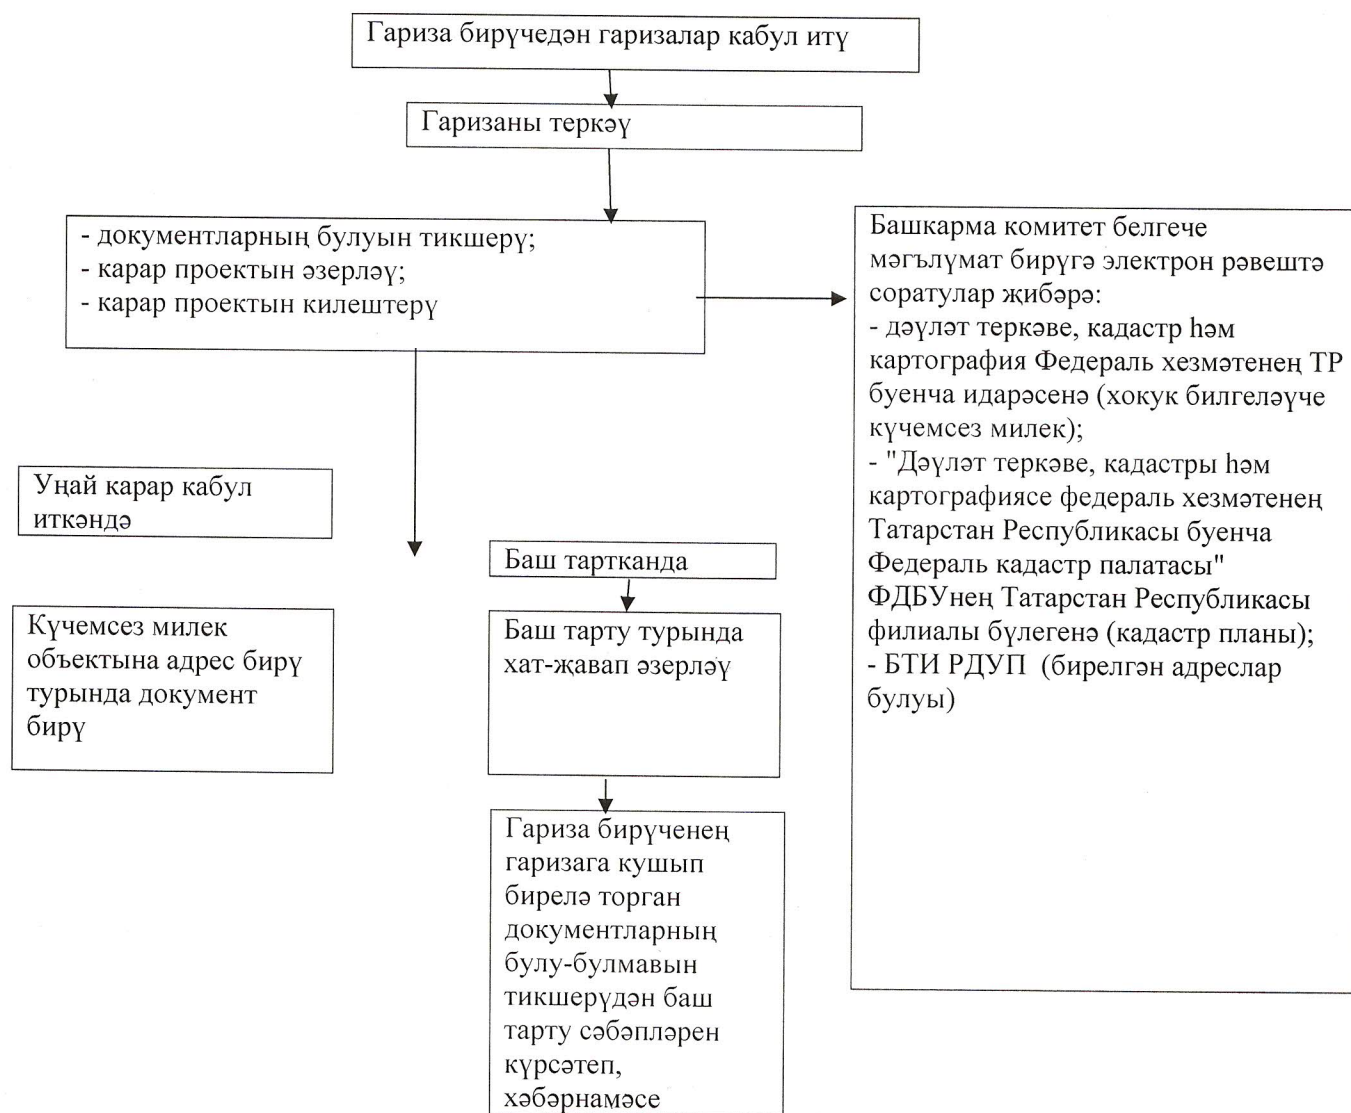 Гариза бирүчедән гаризалар кабул итү
Гаризаны теркәү
- документларның булуын тикшерү;
- карар проектын әзерләү;
- карар проектын килештерү
Башкарма комитет белгече
мәгълүмат бирүгә электрон рәвештә
соратулар җибәрә:
- дәүләт теркәве, кадастр һәм
картография Федераль хезмәтенең ТР
буенча идарәсенә (хокук билгеләүче
күчемсез милек);
- "Дәүләт теркәве, кадастры һәм
картографиясе федераль хезмәтенең
Татарстан Республикасы буенча
Федераль кадастр палатасы"
ФДБУнең Татарстан Республикасы
филиалы бүлегенә (кадастр планы);
- БТИ РДУП (бирелгән адреслар
булуы)
Уңай карар кабул
иткәндә
Күчемсез милек
объектына адрес бирү
турында документ
бирү
Баш тартканда
Баш тарту турында
хат-җавап әзерләү
Гариза бирүченең
гаризага кушып
бирелә торган
документларның
булу-булмавын
тикшерүдән баш
тарту сәбәпләрен
күрсәтеп,
хәбәрнамәсе